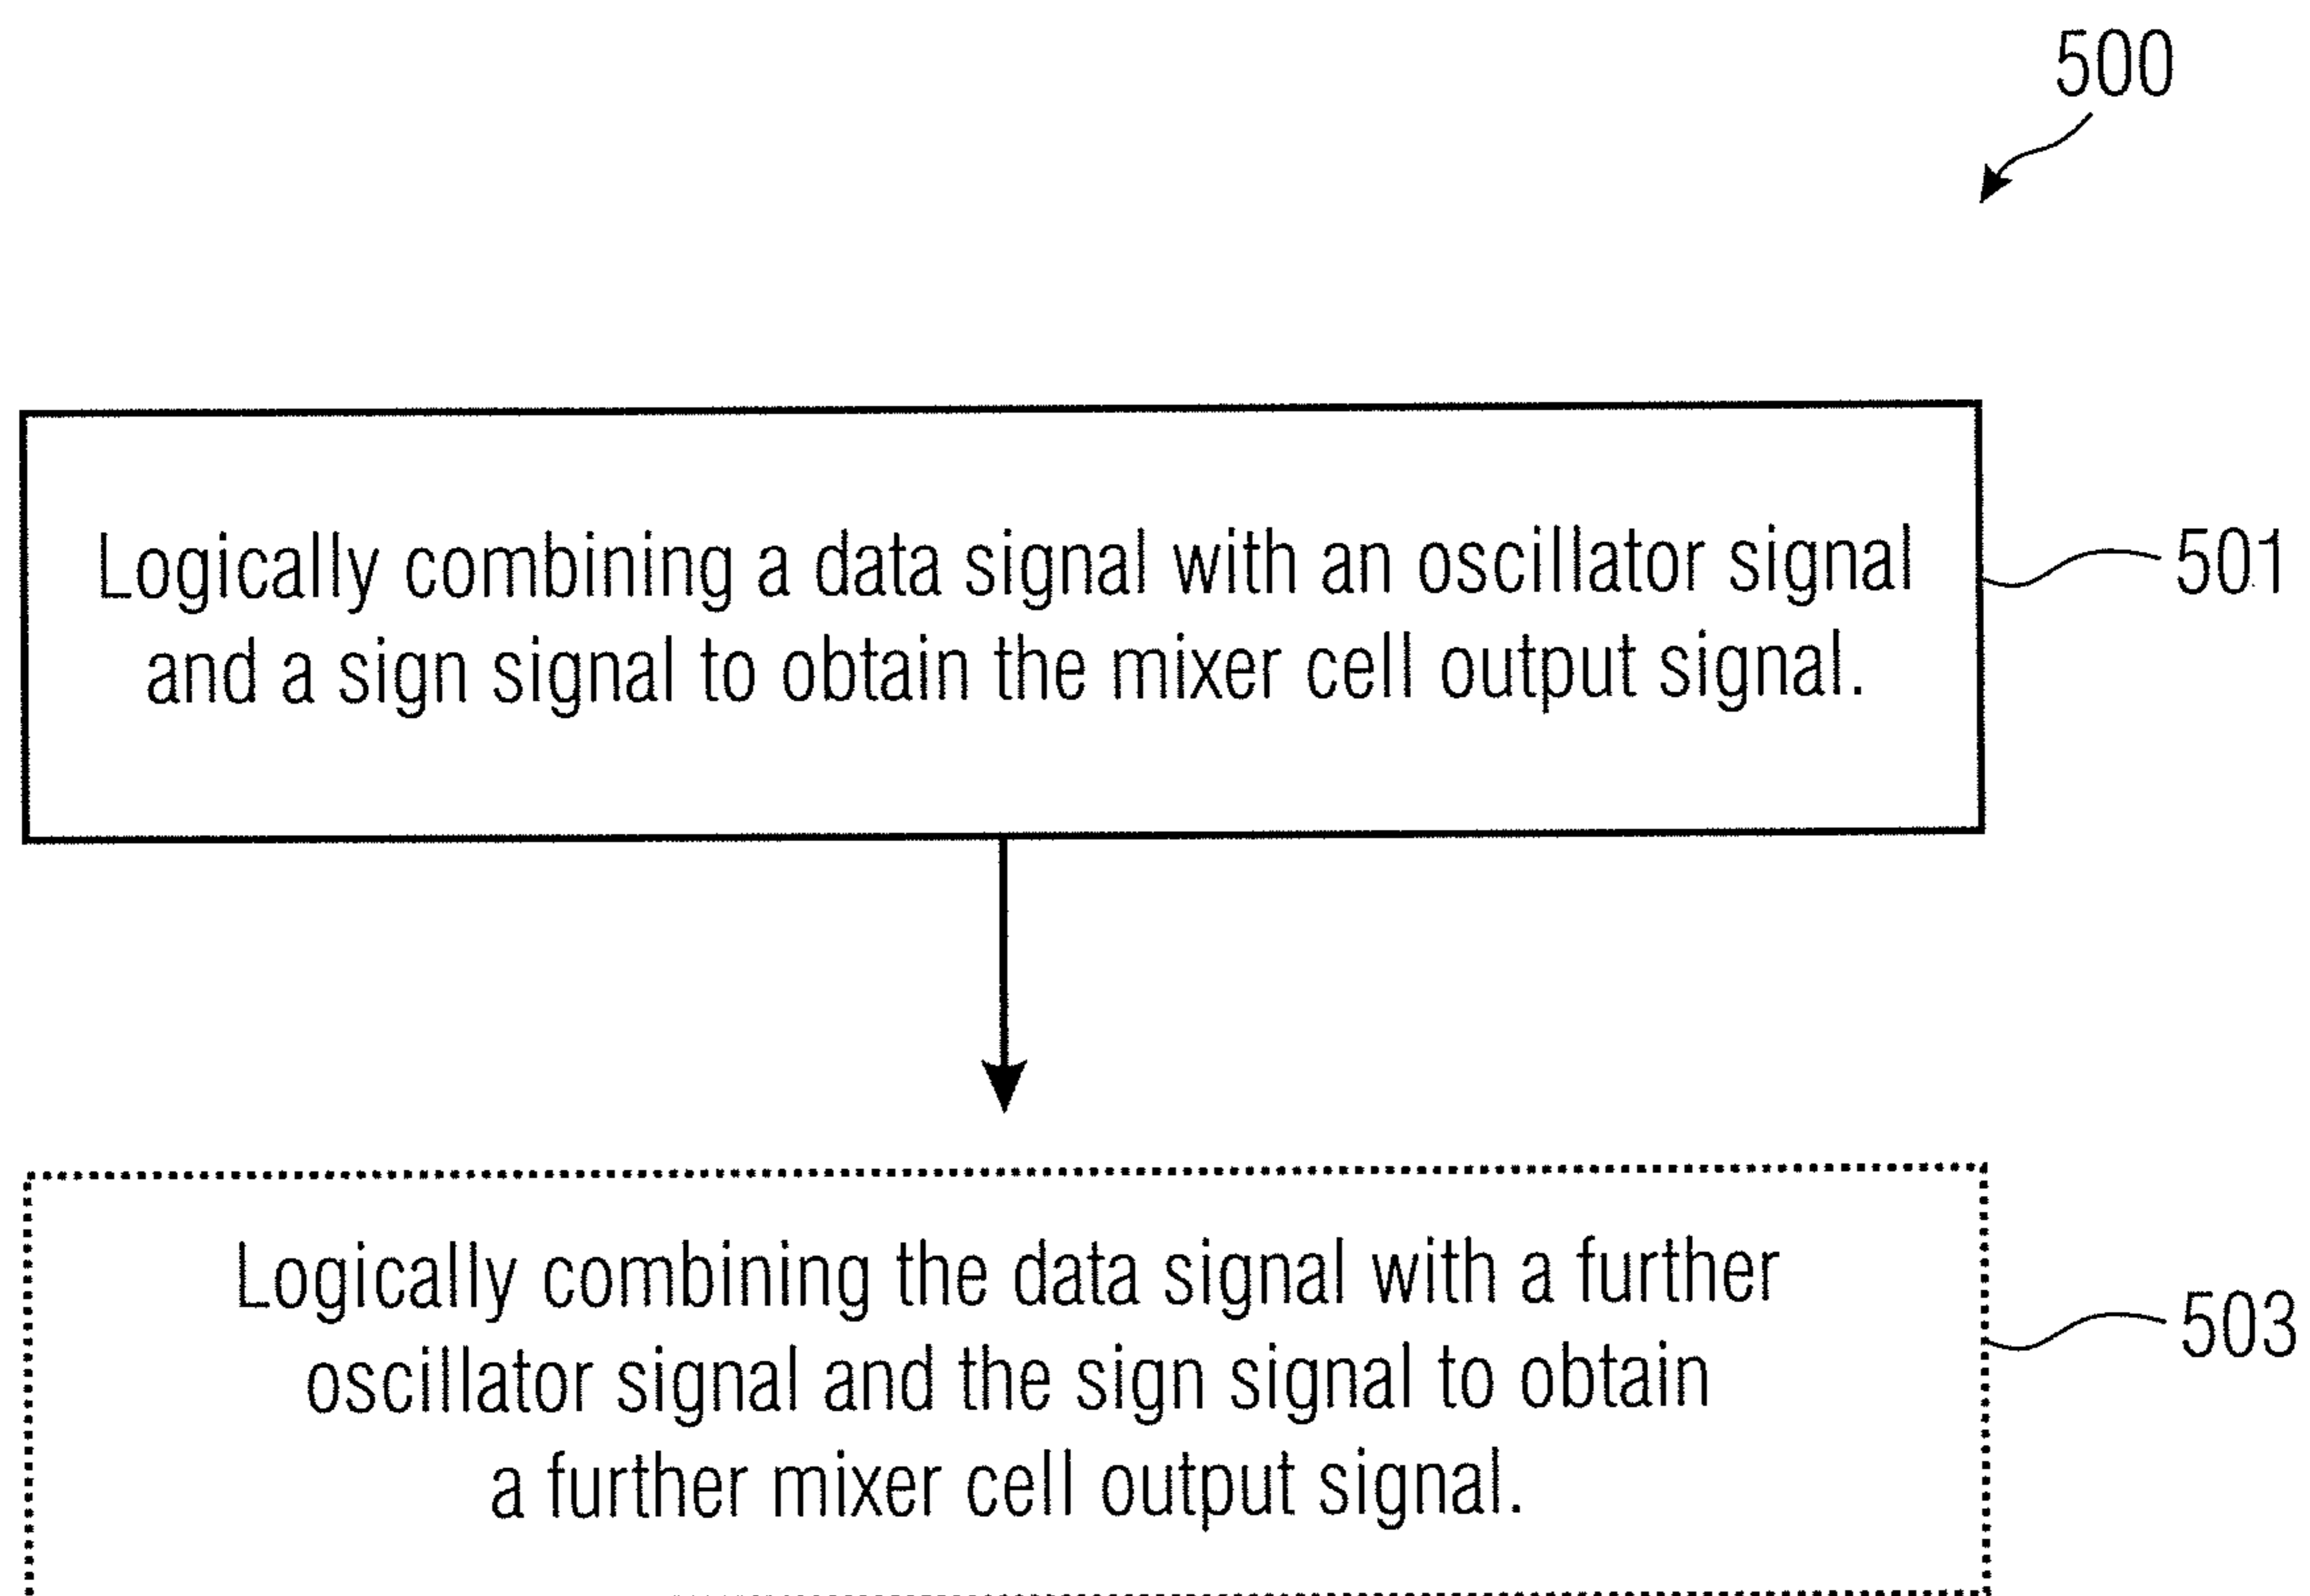 500
Logically combining a data signal with an oscillator signal
and a sign signal to obtain the mixer cell output signal.
501
Logically combining the data signal with a further
oscillator signal and the sign signal to obtain
a further mixer cell output signal.
503